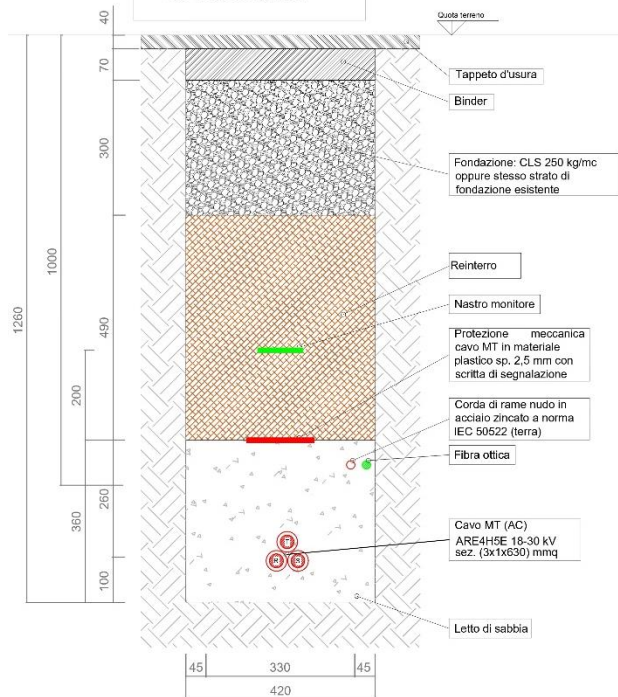 Quota terreno
40
70
300
490
260
100
200
360
1000
1260
Tappeto d'usura
Binder
Fondazione: CLS 250 kg/mc
oppure stesso strato di
fondazione esistente
Reinterro
Nastro monitore
Protezione meccanica
cavo MT in materiale
plastico sp. 2,5 mm con
scritta di segnalazione
Corda di rame nudo in
acciaio zincato a norma
IEC 50522 (terra)
Fibra ottica
Cavo MT (AC)
ARE4H5E 18-30 kV
sez. (3x1x630) mmq
Letto di sabbia
45 330 45
420